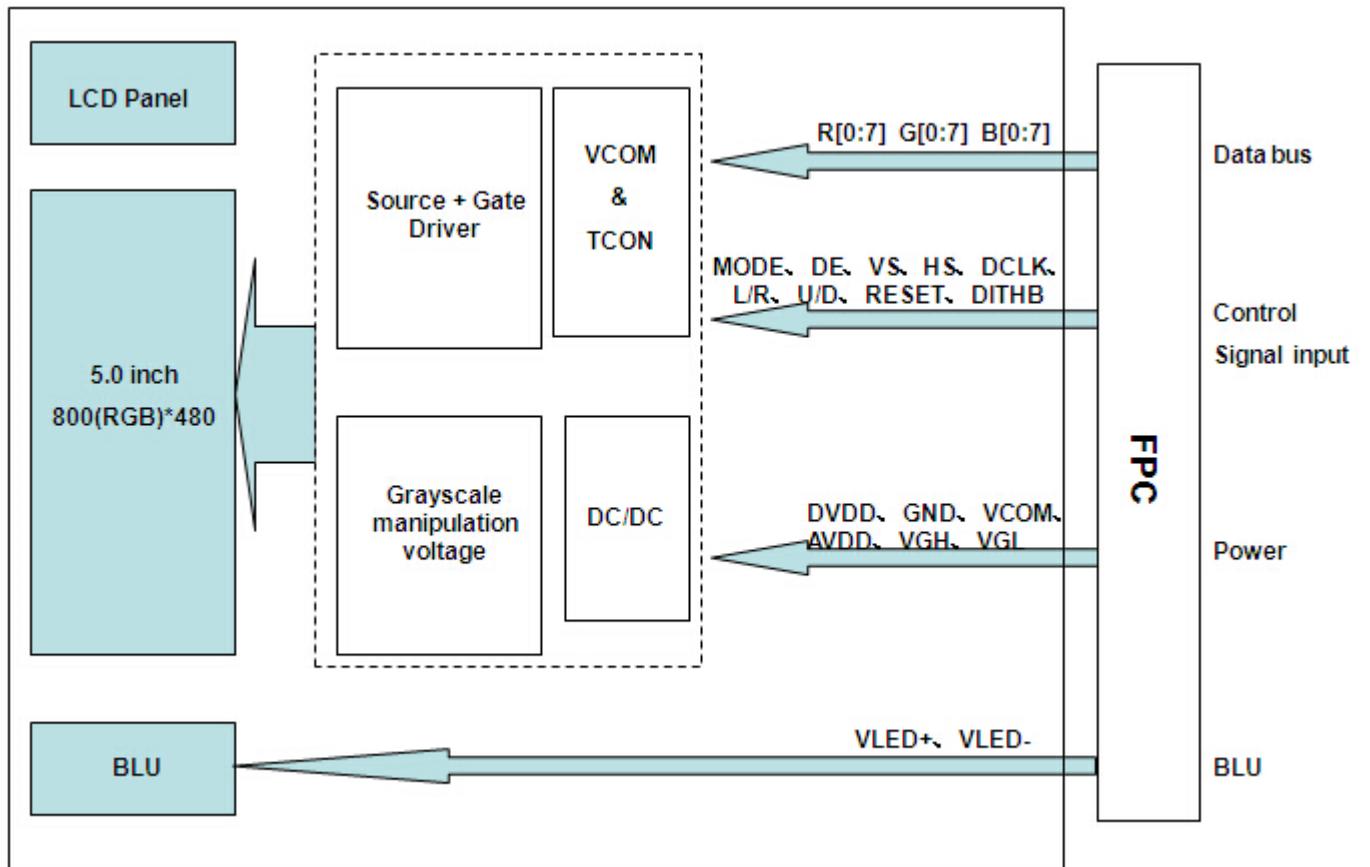 LCD Panel
5.0 inch
800(RGB)*480
BLU
Source + Gate
Driver
VCOM
&
TCON
Grayscale
manipulation
voltage
DC/DC
R[0:7] G[0:7] B[0:7]
MODE、DE、VS、HS、DCLK、
L/R、U/D、RESET、DITHB
DVDD、GND、VCOM、
AVDD、VGH、VGL
VLED+、VLED-
FPC
Data bus
Control
Signal input
Power
BLU